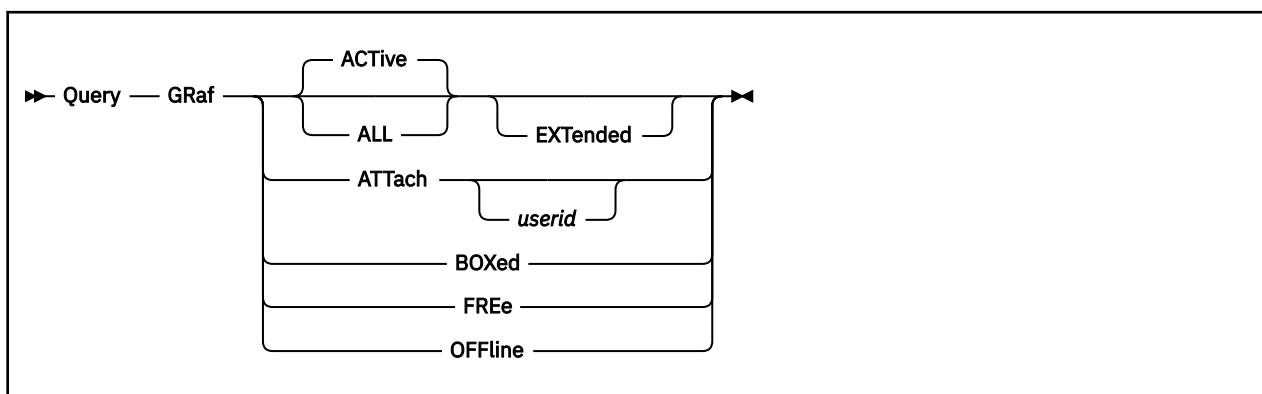 ACTive
Query GRaf
ALL
EXTended
ATTach
userid
BOXed
FREe
OFFline